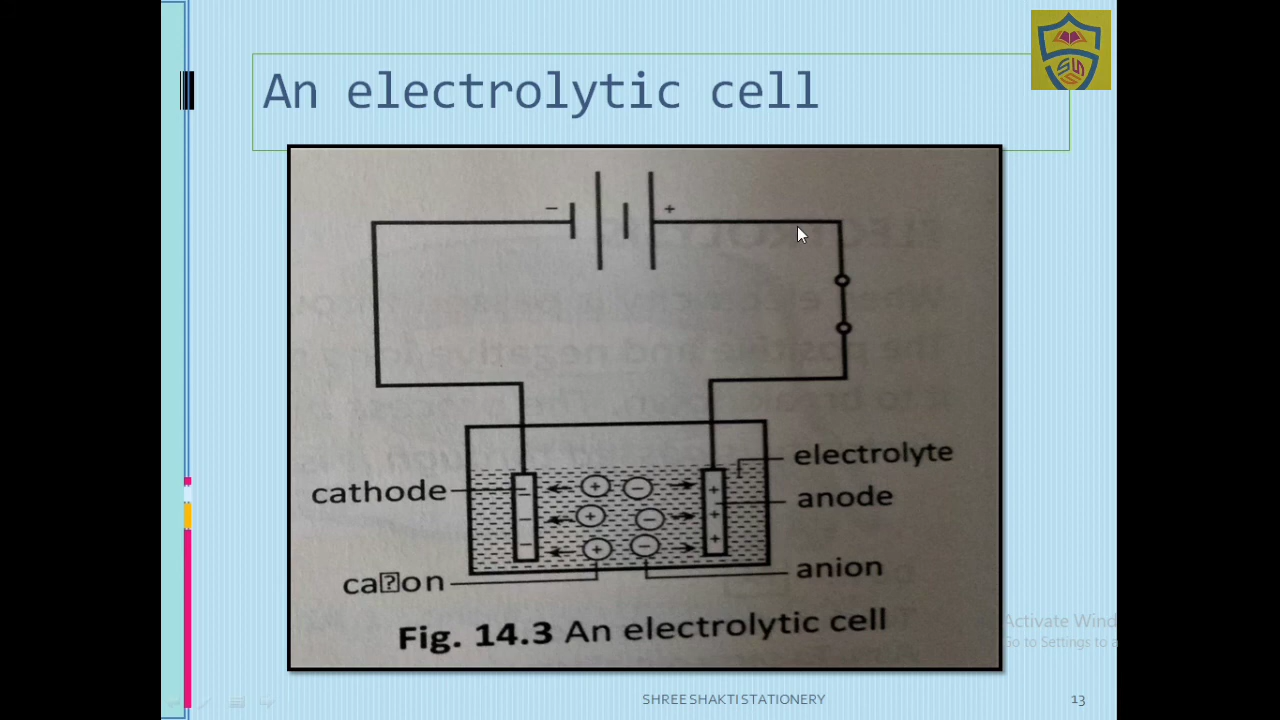 An electrolytic cell
− +
electrolyte
cathode
anode
ca�on
anion
Fig. 14.3 An electrolytic cell
Activate Wind
Go to Settings to a
SHREE SHAKTI STATIONERY
13